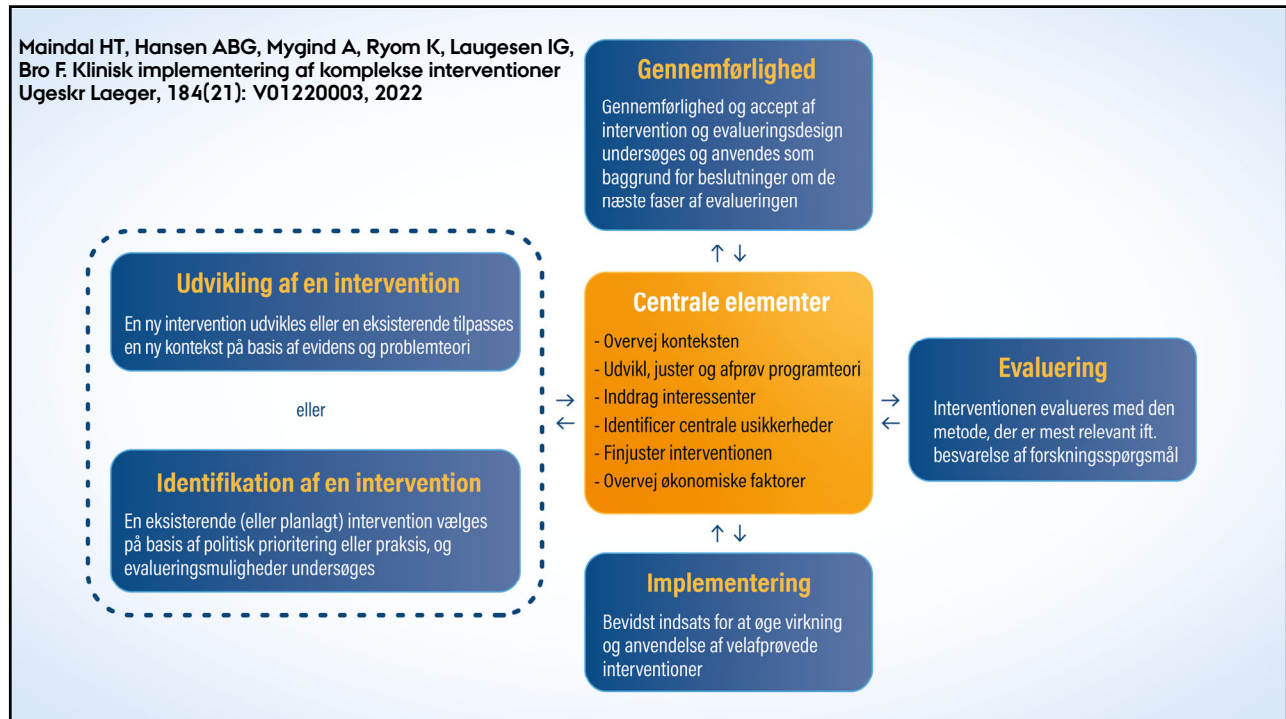 Maindal HT, Hansen ABG, Mygind A, Ryom K, Laugesen IG,
Bro F. Klinisk implementering af komplekse interventioner
Ugeskr Laeger, 184(21): V01220003, 2022
Gennemførlighed
Gennemførlighed og accept af
intervention og evalueringsdesign
undersøges og anvendes som
baggrund for beslutninger om de
næste faser af evalueringen
↑ ↓
Udvikling af en intervention
En ny intervention udvikles eller en eksisterende tilpasses
en ny kontekst på basis af evidens og problemteori
eller
Identifikation af en intervention
En eksisterende (eller planlagt) intervention vælges
på basis af politisk prioritering eller praksis, og
evalueringsmuligheder undersøges
→
←
Centrale elementer
- Overvej konteksten
- Udvikl, juster og afprøv programteori
- Inddrag interessenter
- Identificer centrale usikkerheder
- Finjuster interventionen
- Overvej økonomiske faktorer
→
←
Evaluering
Interventionen evalueres med den
metode, der er mest relevant ift.
besvarelse af forskningsspørgsmål
↑ ↓
Implementering
Bevidst indsats for at øge virkning
og anvendelse af velafprøvede
interventioner